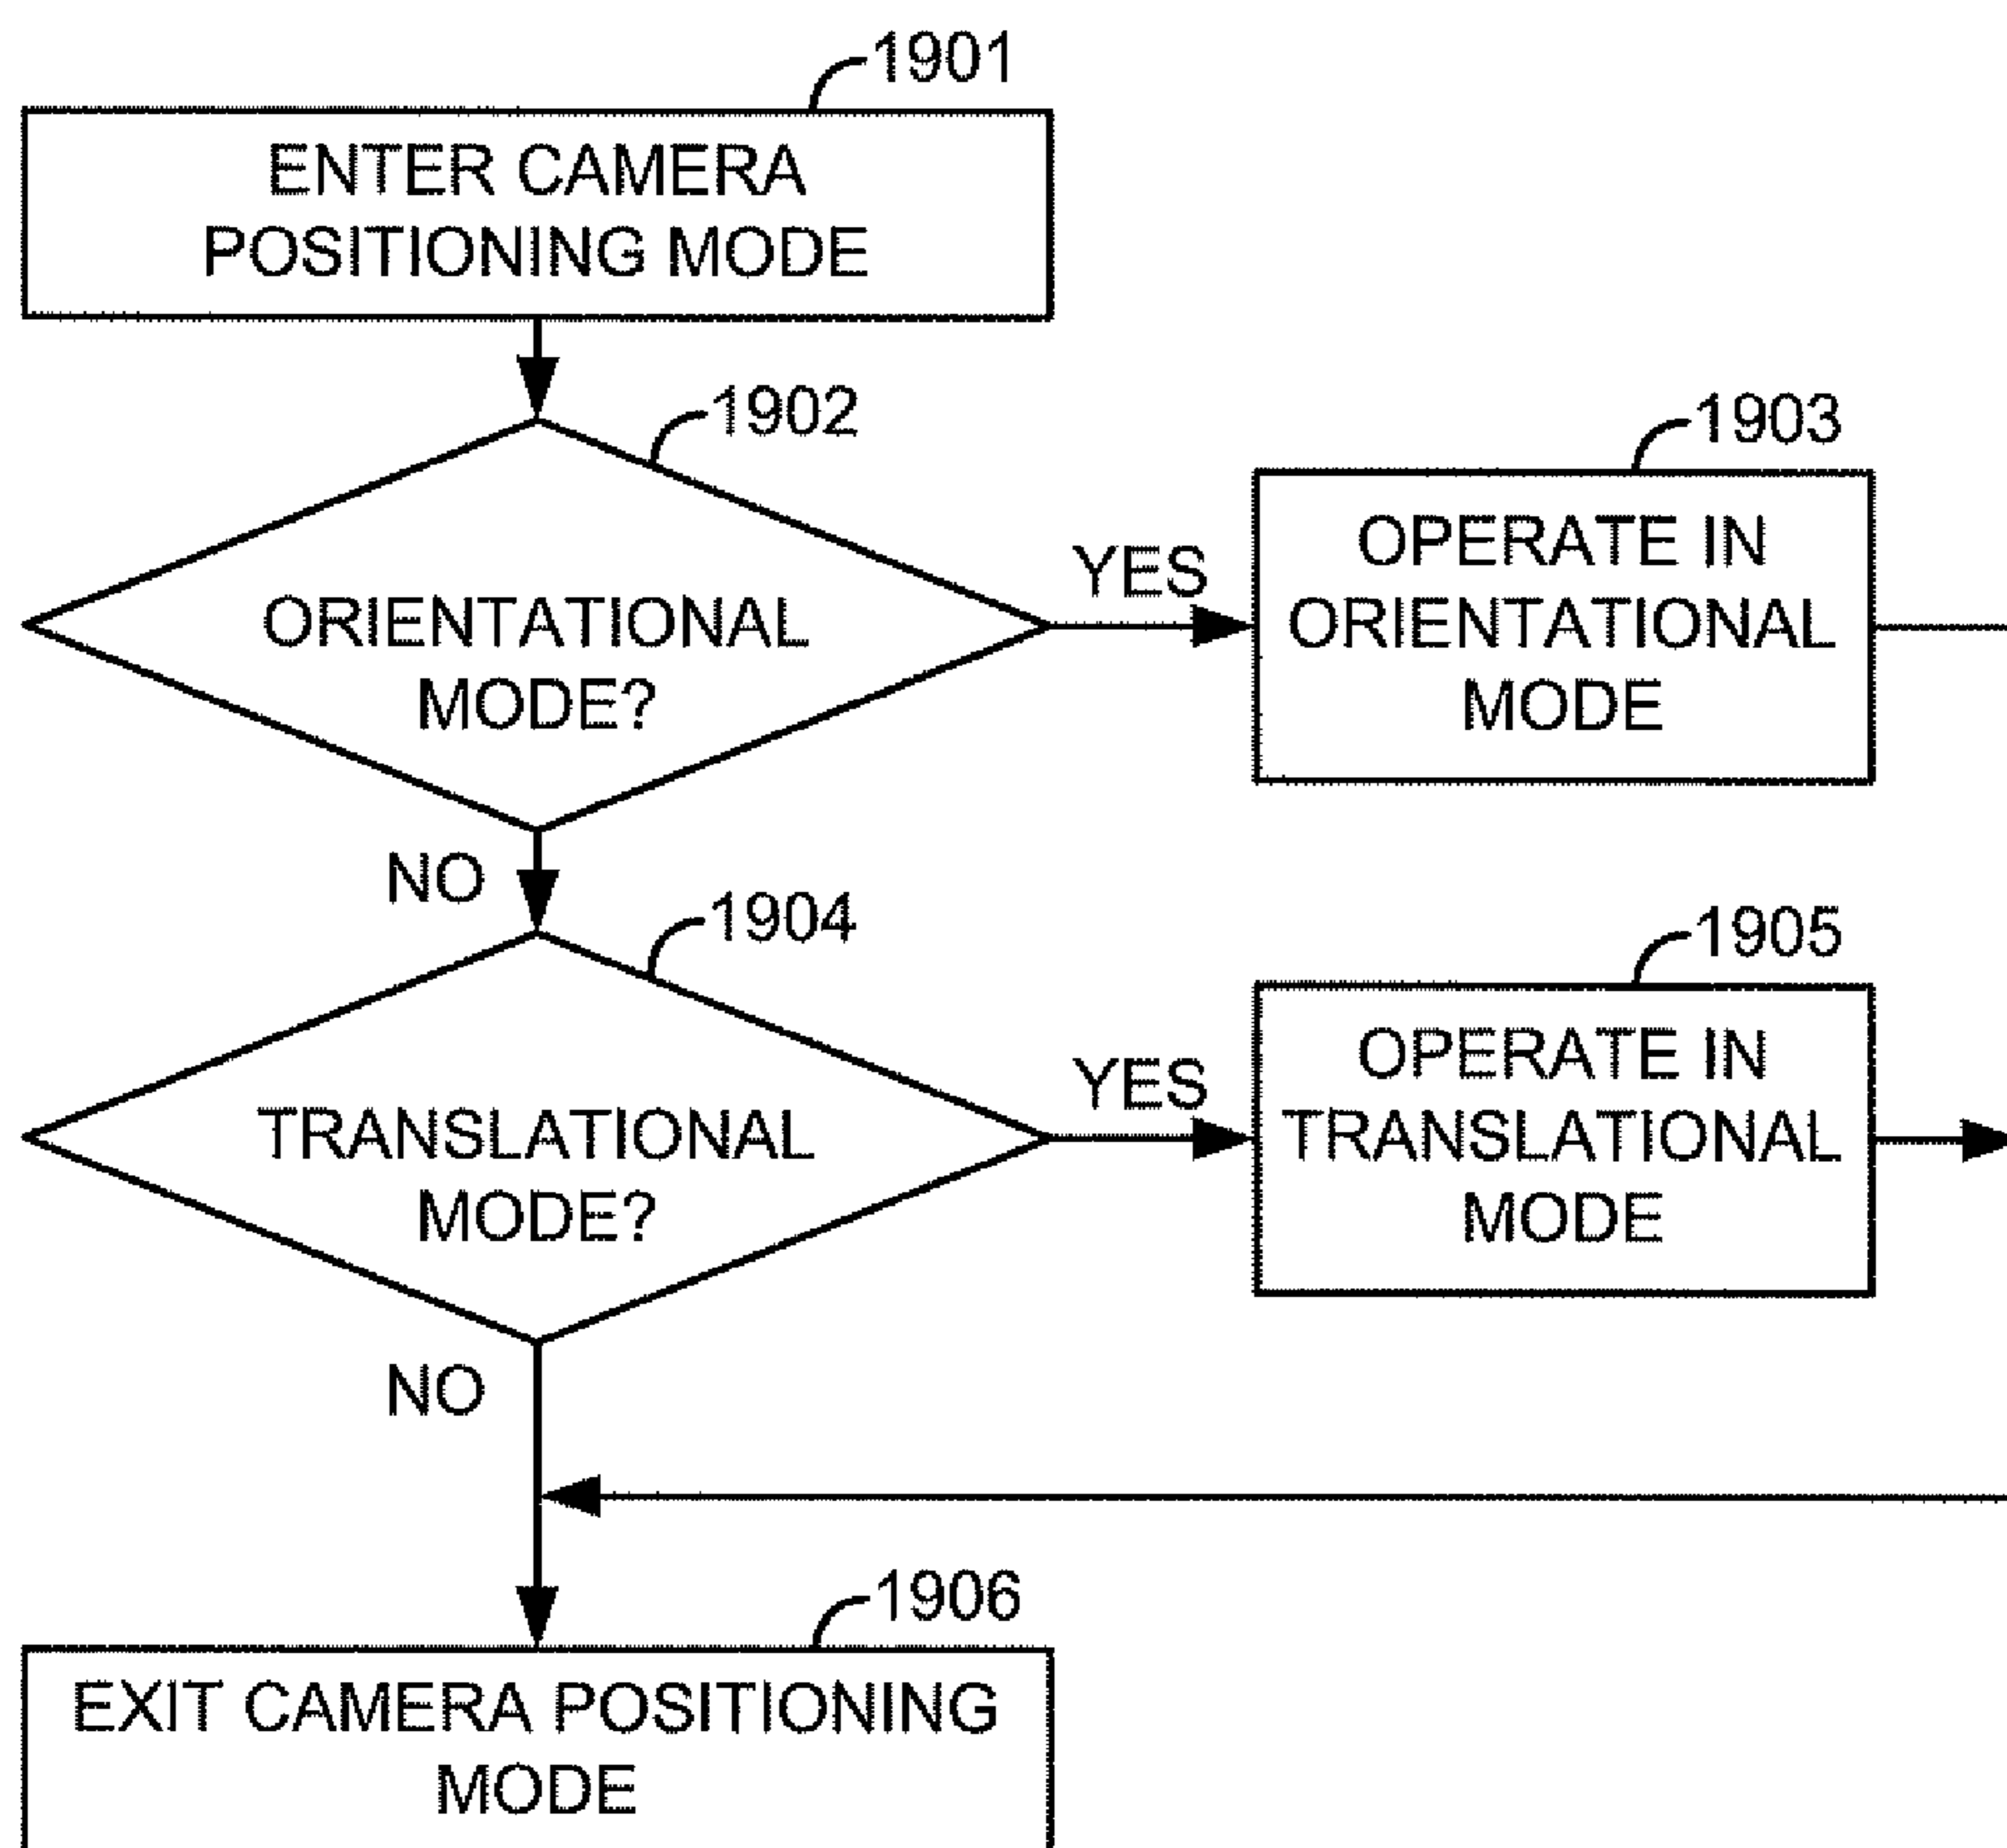 1901
ENTER CAMERA
POSITIONING MODE
1902
ORIENTATIONAL
MODE?
YES
1903
OPERATE IN
ORIENTATIONAL
MODE
NO
1904
TRANSLATIONAL
MODE?
YES
1905
OPERATE IN
TRANSLATIONAL
MODE
NO
1906
EXIT CAMERA POSITIONING
MODE